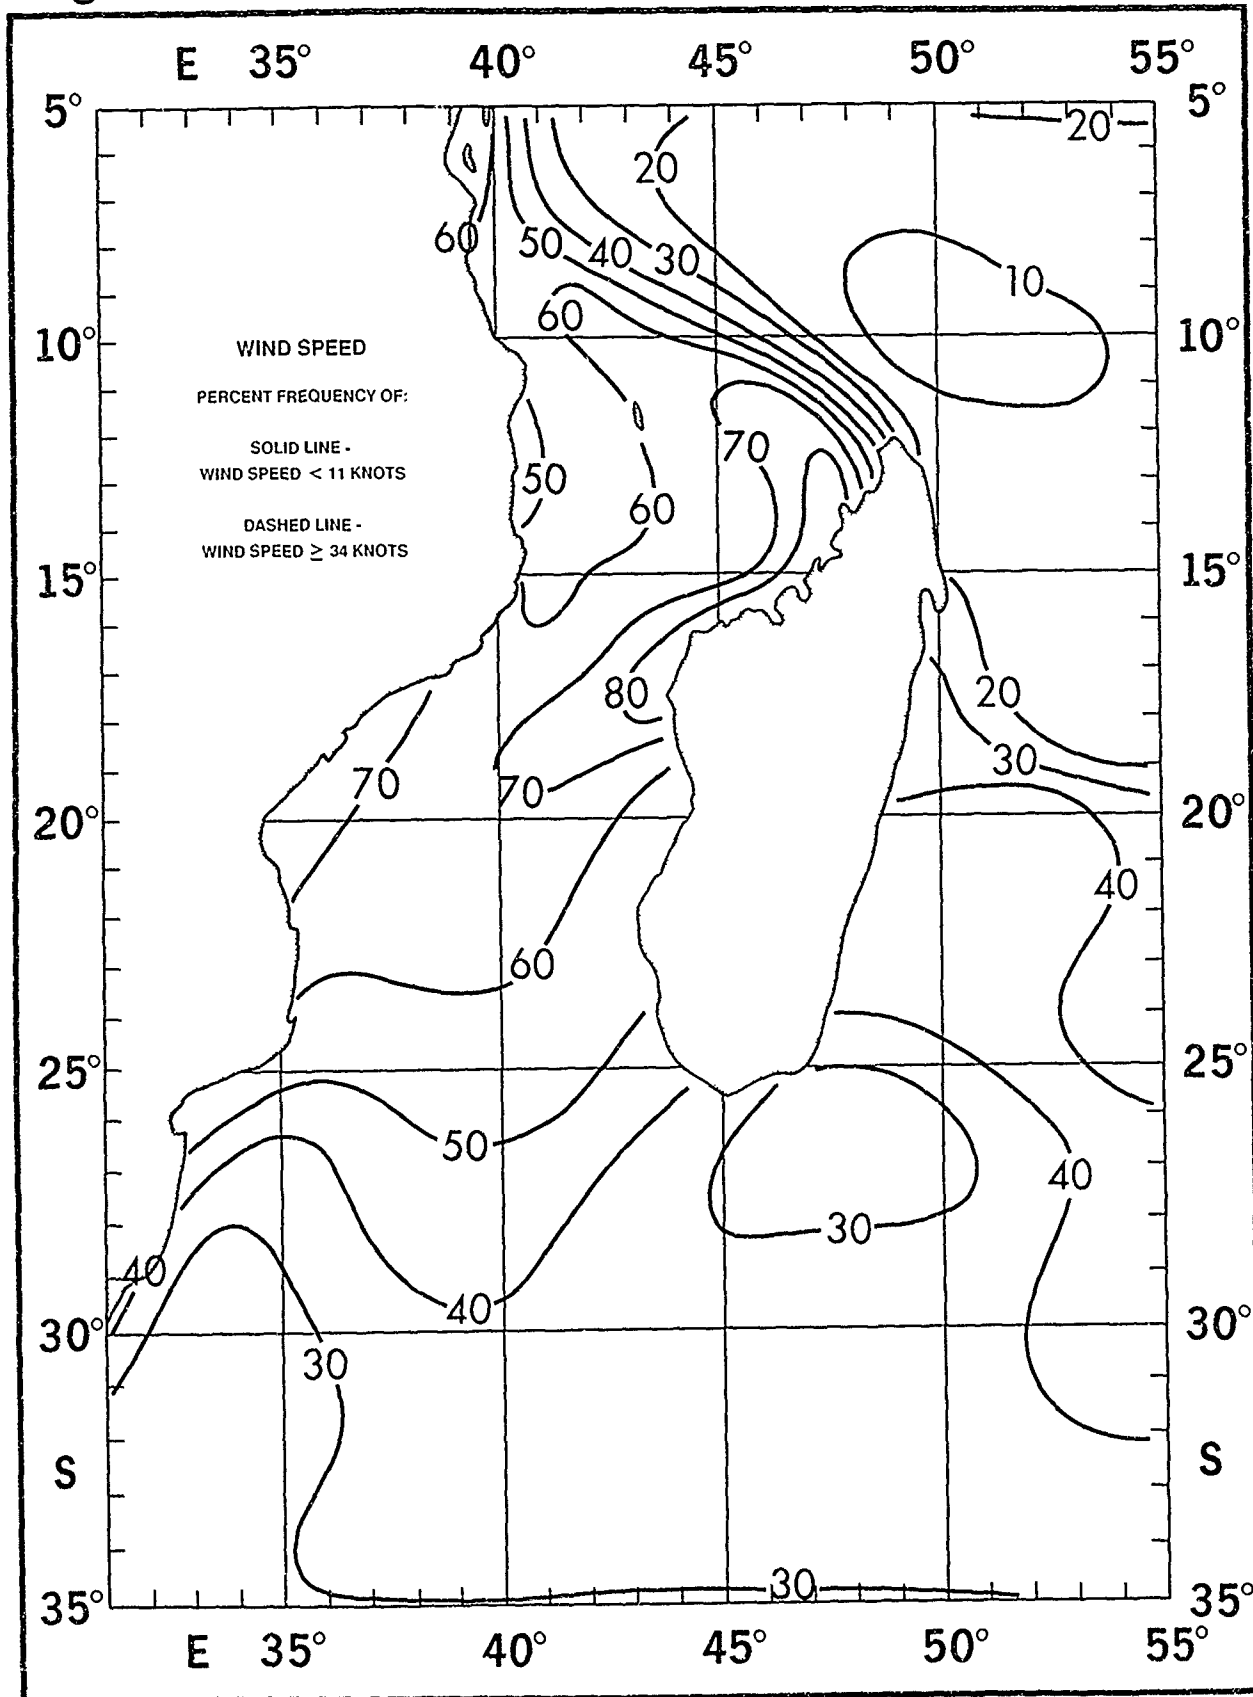 E 35° 40° 45° 50° 55°
5° 5°
20
20
60 50 40 30
10
60
10° 10°
WIND SPEED
PERCENT FREQUENCY OF:
SOLID LINE -
WIND SPEED < 11 KNOTS
DASHED LINE -
WIND SPEED ≥ 34 KNOTS
70
50
60
15° 15°
80 20
30
70 70
20° 20°
40
60
25° 25°
50
40
30
40
40
30° 30°
30
S S
30
35° 35°
E 35° 40° 45° 50° 55°